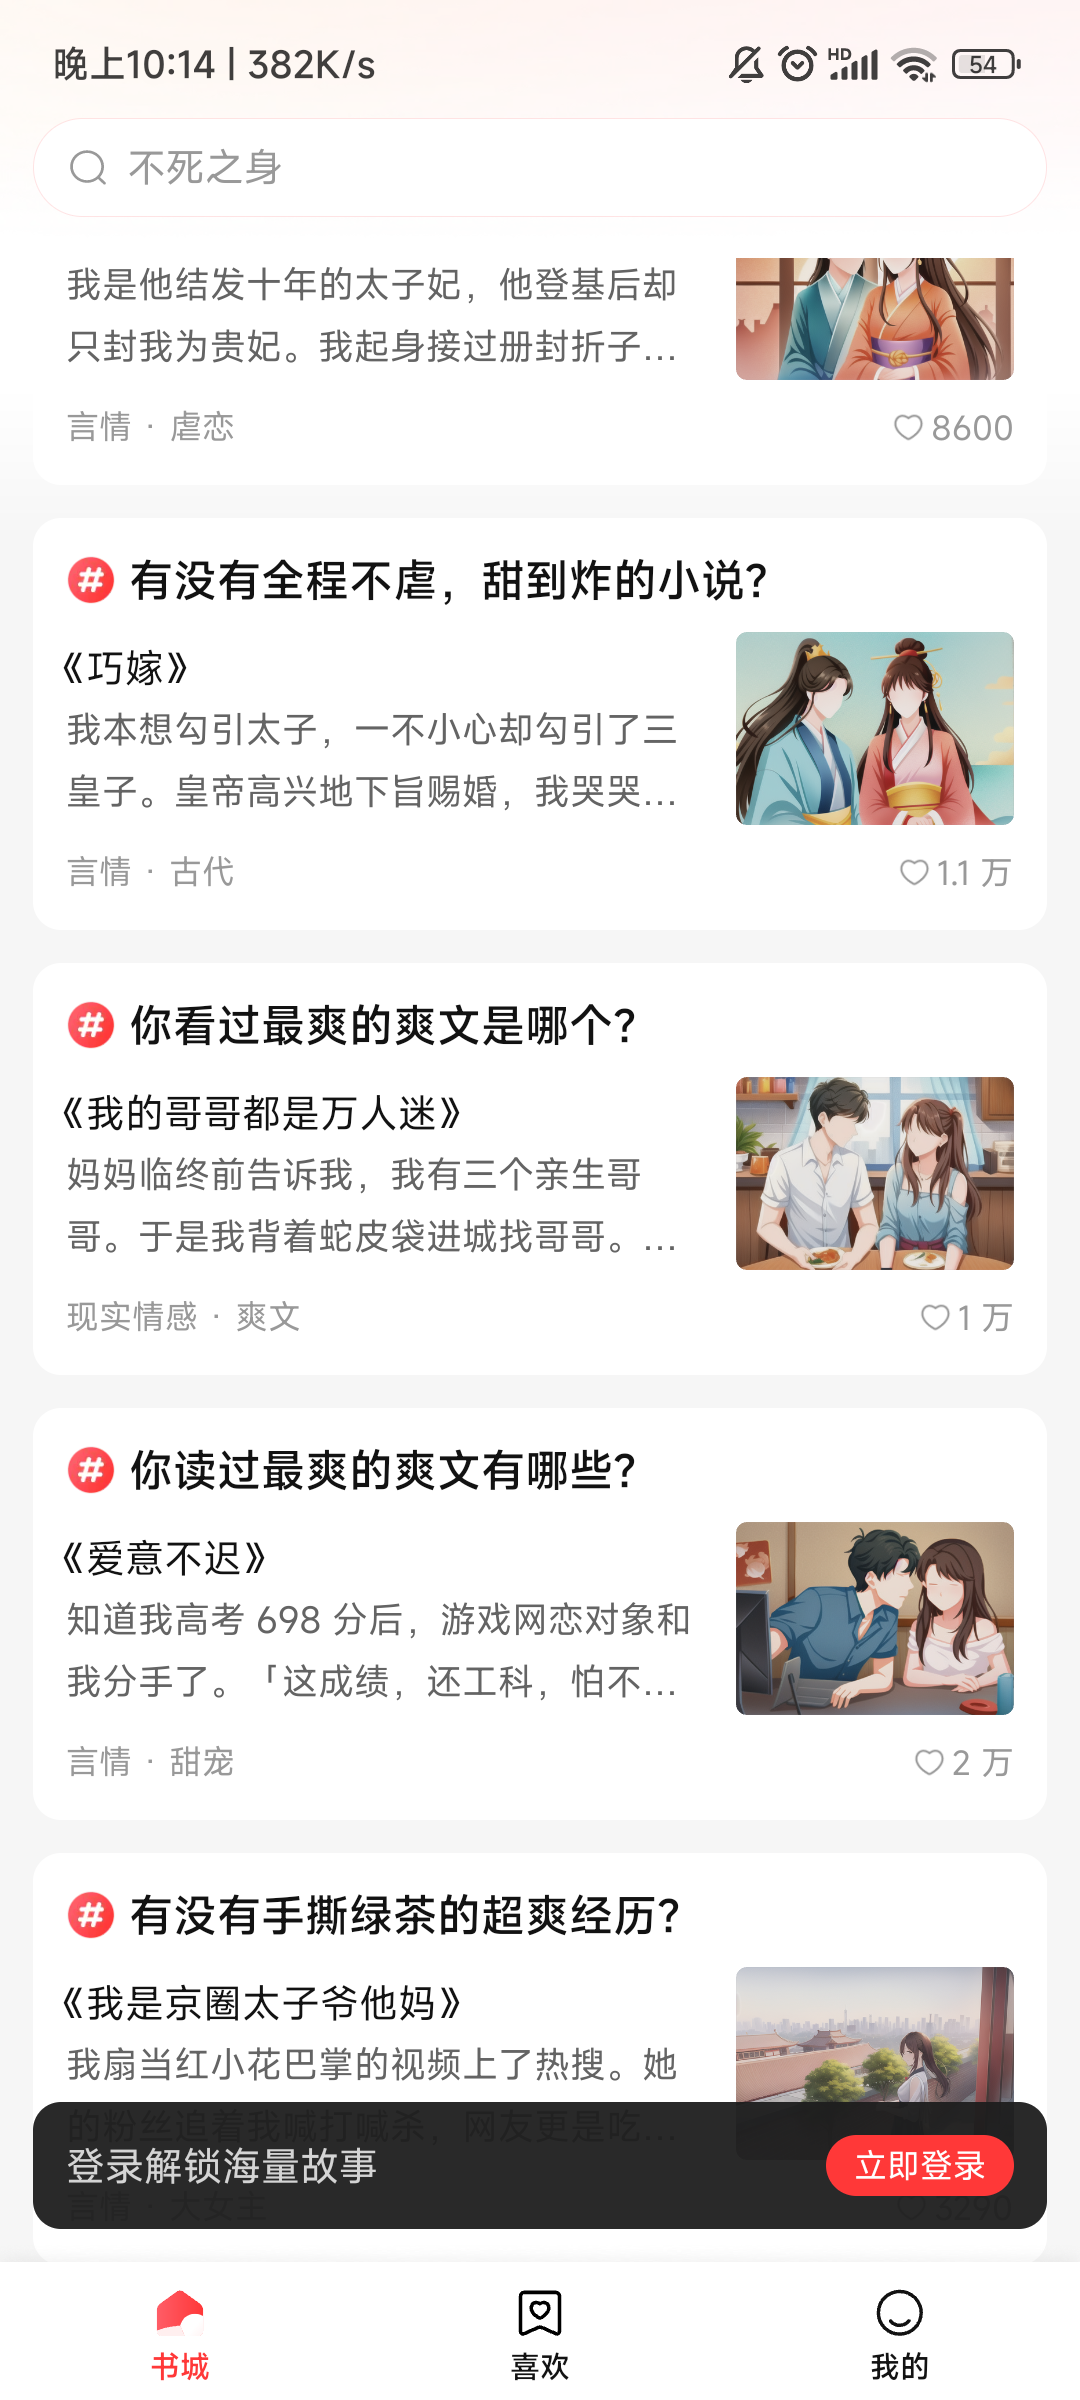 晚上10:14 | 382K/s
HD
54
不死之身
我是他结发十年的太子妃，他登基后却
只封我为贵妃。我起身接过册封折子...
言情 · 虐恋
8600
# 有没有全程不虐，甜到炸的小说？
《巧嫁》
我本想勾引太子，一不小心却勾引了三
皇子。皇帝高兴地下旨赐婚，我哭哭...
言情 · 古代
1.1 万
# 你看过最爽的爽文是哪个？
《我的哥哥都是万人迷》
妈妈临终前告诉我，我有三个亲生哥
哥。于是我背着蛇皮袋进城找哥哥。...
现实情感 · 爽文
1 万
# 你读过最爽的爽文有哪些？
《爱意不迟》
知道我高考 698 分后，游戏网恋对象和
我分手了。「这成绩，还工科，怕不...
言情 · 甜宠
2 万
# 有没有手撕绿茶的超爽经历？
《我是京圈太子爷他妈》
我扇当红小花巴掌的视频上了热搜。她
的粉丝追着我喊打喊杀，网友更是吃...
登录解锁海量故事
立即登录
言情 · 大女主
3290
书城
喜欢
我的